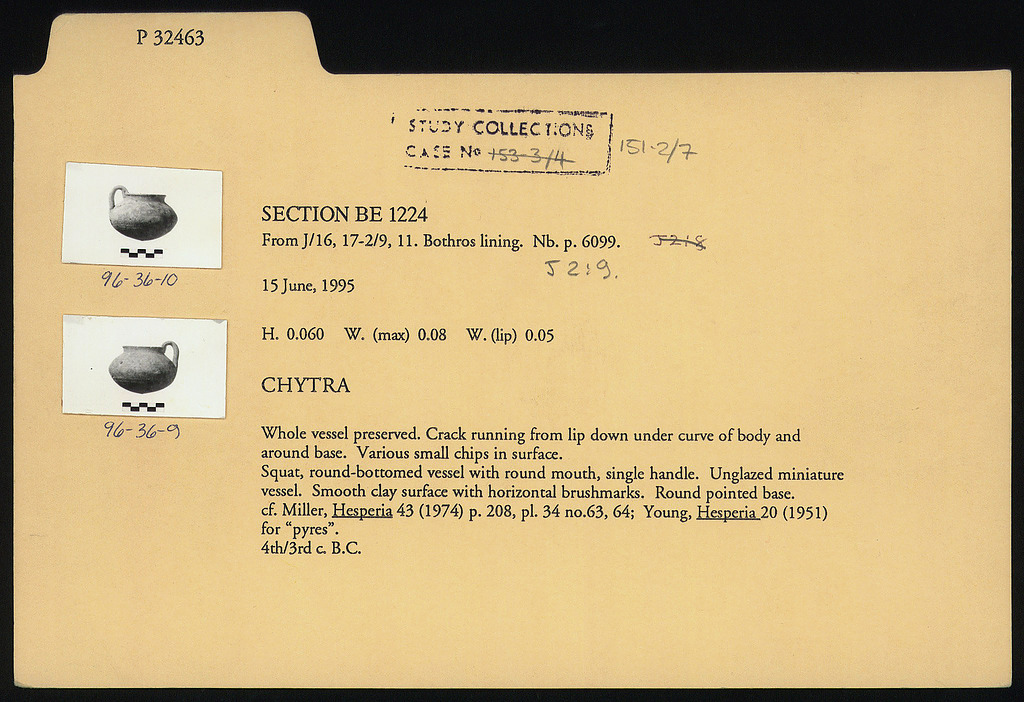 P 32463
STUDY COLLECTIONS
CASE Nº 153-3/4 151-2/7
SECTION BE 1224
From J/16, 17-2/9, 11. Bothros lining. Nb. p. 6099. J218
J 2:9.
15 June, 1995
H. 0.060 W. (max) 0.08 W. (lip) 0.05
CHYTRA
Whole vessel preserved. Crack running from lip down under curve of body and
around base. Various small chips in surface.
Squat, round-bottomed vessel with round mouth, single handle. Unglazed miniature
vessel. Smooth clay surface with horizontal brushmarks. Round pointed base.
cf. Miller, Hesperia 43 (1974) p. 208, pl. 34 no.63, 64; Young, Hesperia 20 (1951)
for “pyres”.
4th/3rd c. B.C.
96-36-10
96-36-9